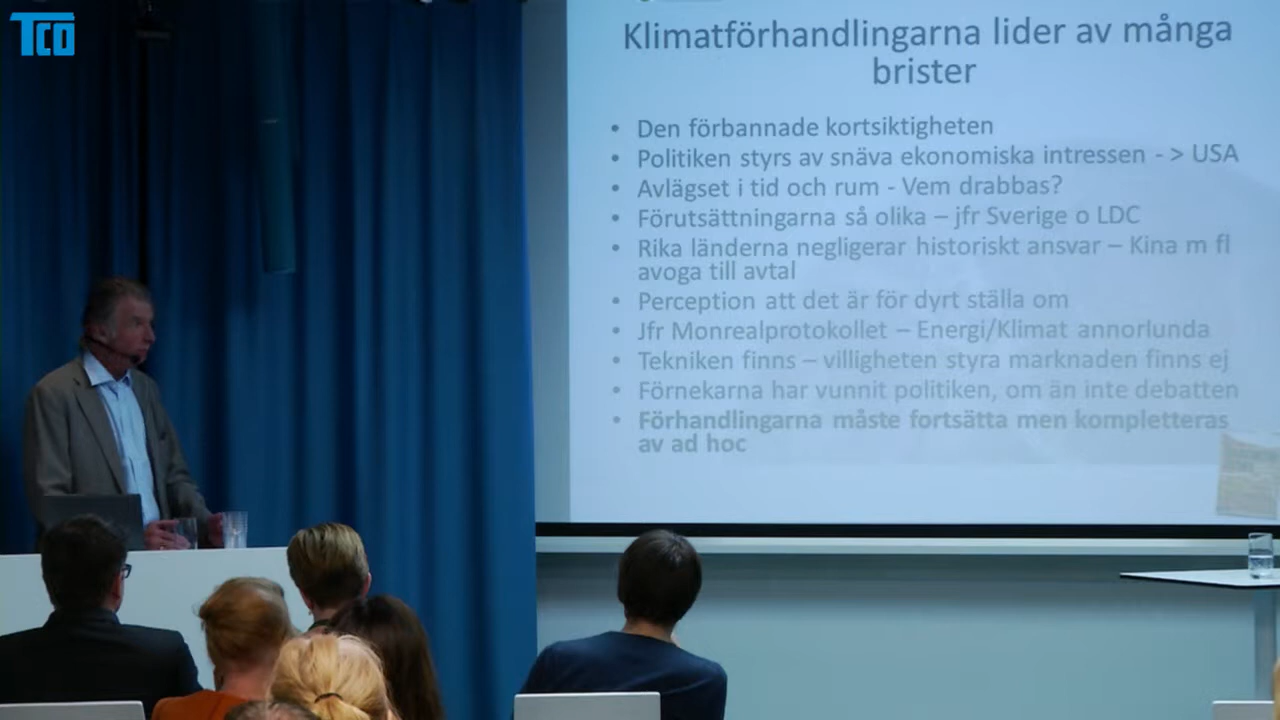 TCO
Klimatförhandlingarna lider av många
brister
• Den förbannade kortsiktigheten
• Politiken styrs av snäva ekonomiska intressen - > USA
• Avlägset i tid och rum - Vem drabbas?
• Förutsättningarna så olika – jfr Sverige o LDC
• Rika länderna negligerar historiskt ansvar – Kina m fl
avoga till avtal
• Perception att det är för dyrt ställa om
• Jfr Monrealprotokollet – Energi/Klimat annorlunda
• Tekniken finns – villigheten styra marknaden finns ej
• Förnekarna har vunnit politiken, om än inte debatten
• Förhandlingarna måste fortsätta men kompletteras
av ad hoc